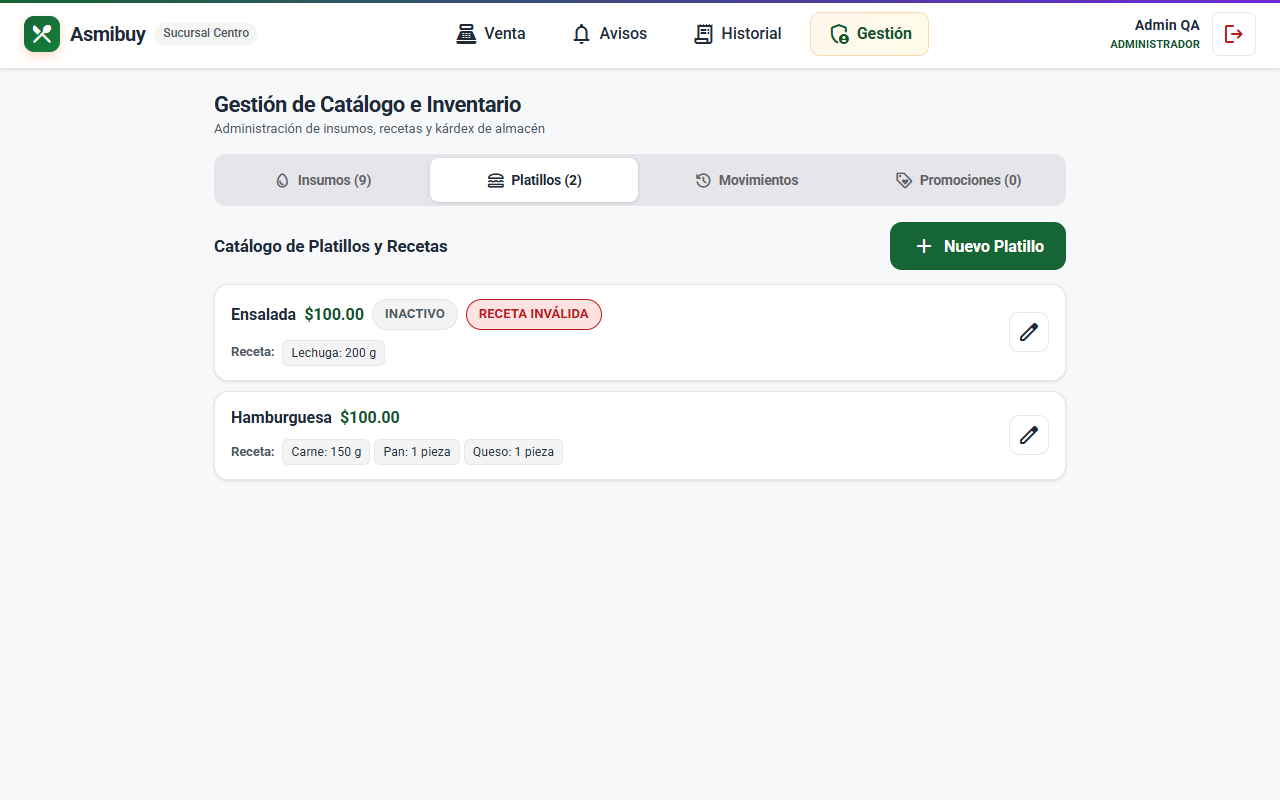 Asmibuy Sucursal Centro Venta Avisos Historial Gestión Admin QA
ADMINISTRADOR
Gestión de Catálogo e Inventario
Administración de insumos, recetas y kárdex de almacén
Insumos (9) Platillos (2) Movimientos Promociones (0)
Catálogo de Platillos y Recetas Nuevo Platillo
Ensalada $100.00 INACTIVO RECETA INVÁLIDA
Receta: Lechuga: 200 g
Hamburguesa $100.00
Receta: Carne: 150 g Pan: 1 pieza Queso: 1 pieza